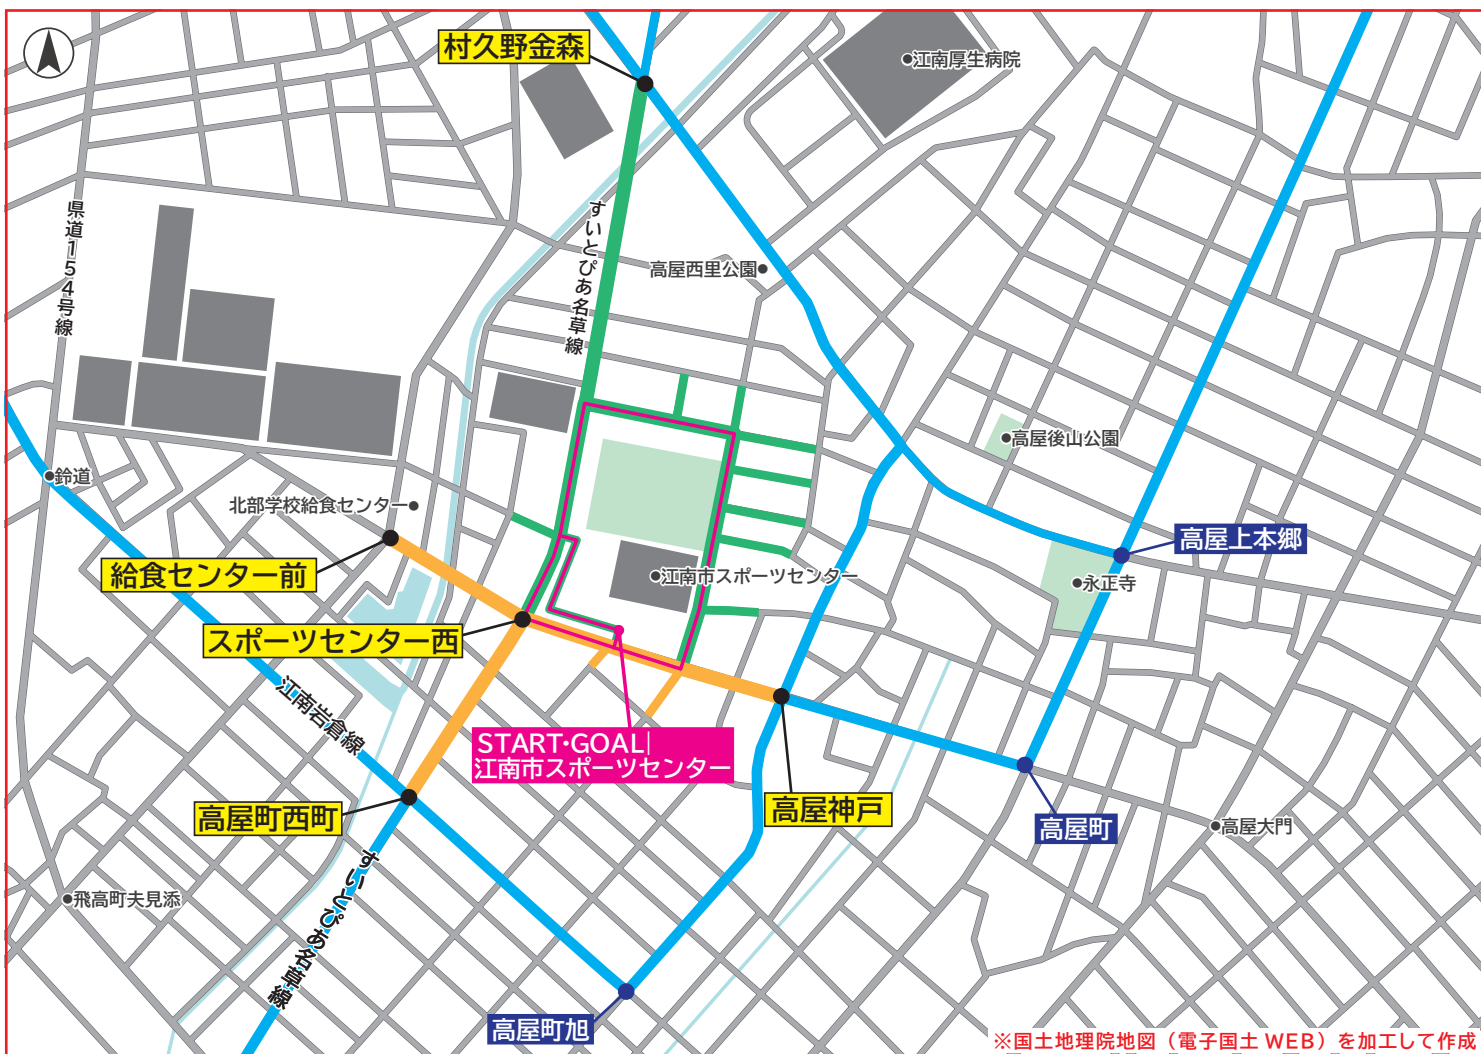 村久野金森
江南厚生病院
県道154号線
すいとぴあ名草線
高屋西里公園
高屋後山公園
鈴道
北部学校給食センター
高屋上本郷
給食センター前
江南市スポーツセンター
永正寺
スポーツセンター西
江南岩倉線
START・GOAL|
江南市スポーツセンター
高屋町西町
高屋神戸
高屋町
高屋大門
すいとぴあ名草線
飛高町夫見添
高屋町旭
※国土地理院地図（電子国土 WEB）を加工して作成